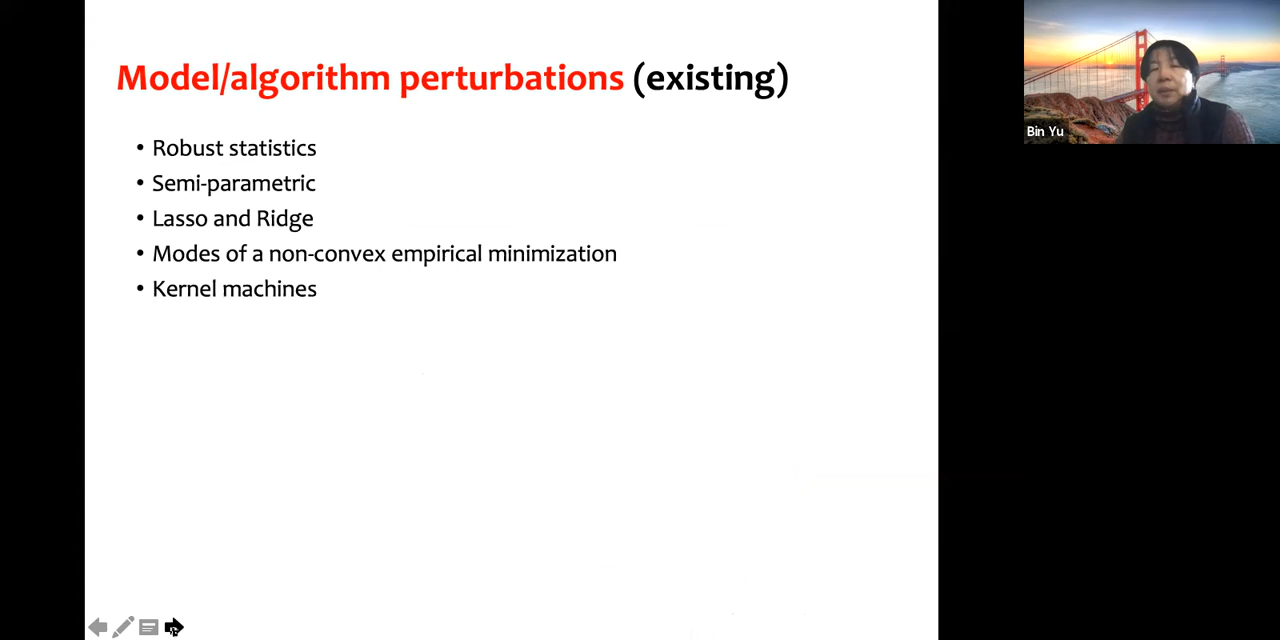 Model/algorithm perturbations (existing)
• Robust statistics
• Semi-parametric
• Lasso and Ridge
• Modes of a non-convex empirical minimization
• Kernel machines
Bin Yu